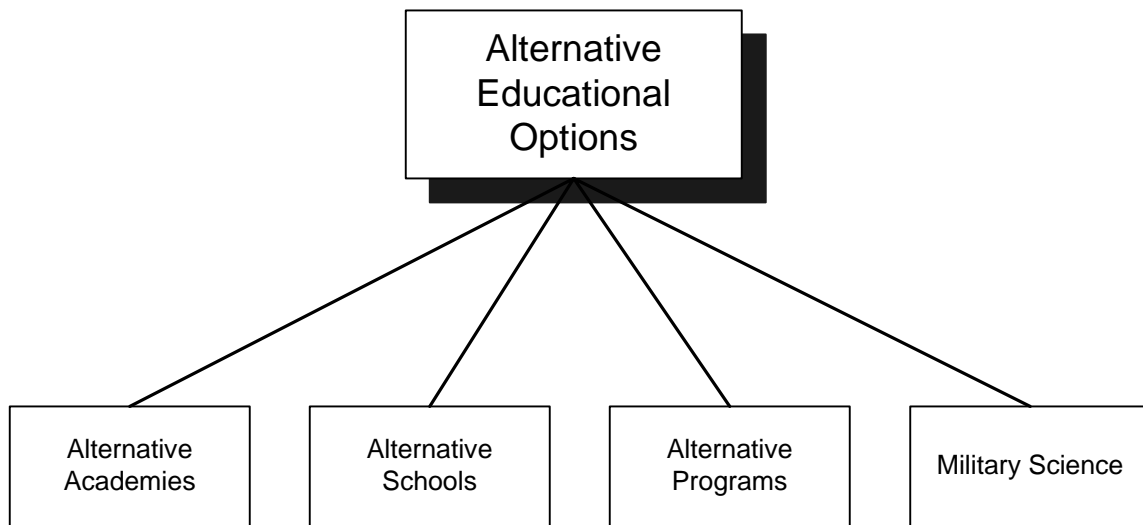 Alternative
Educational
Options
Alternative
Academies
Alternative
Schools
Alternative
Programs
Military Science